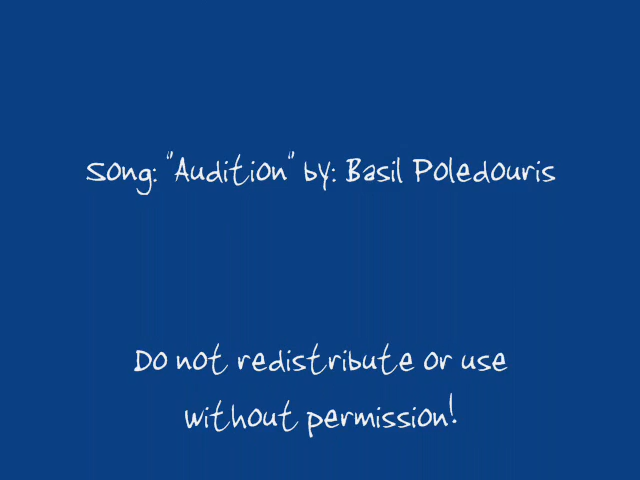 Song: "Audition" by: Basil Poledouris
Do not redistribute or use
without permission!